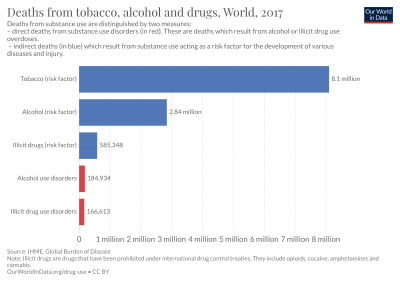 Deaths from tobacco, alcohol and drugs, World, 2017
Our World
in Data
Deaths from substance use are distinguished by two measures:
– direct deaths from substance use disorders (in red). These are deaths which result from alcohol or illicit drug use
overdoses.
– indirect deaths (in blue) which result from substance use acting as a risk factor for the development of various
diseases and injury.
Tobacco (risk factor)
8.1 million
Alcohol (risk factor)
2.84 million
Illicit drugs (risk factor)
585,348
Alcohol use disorders
184,934
Illicit drug use disorders
166,613
0 1 million 2 million 3 million 4 million 5 million 6 million 7 million 8 million
Source: IHME, Global Burden of Disease
Note: Illicit drugs are drugs that have been prohibited under international drug control treaties. They include opioids, cocaine, amphetamines and
cannabis.
OurWorldInData.org/drug-use • CC BY